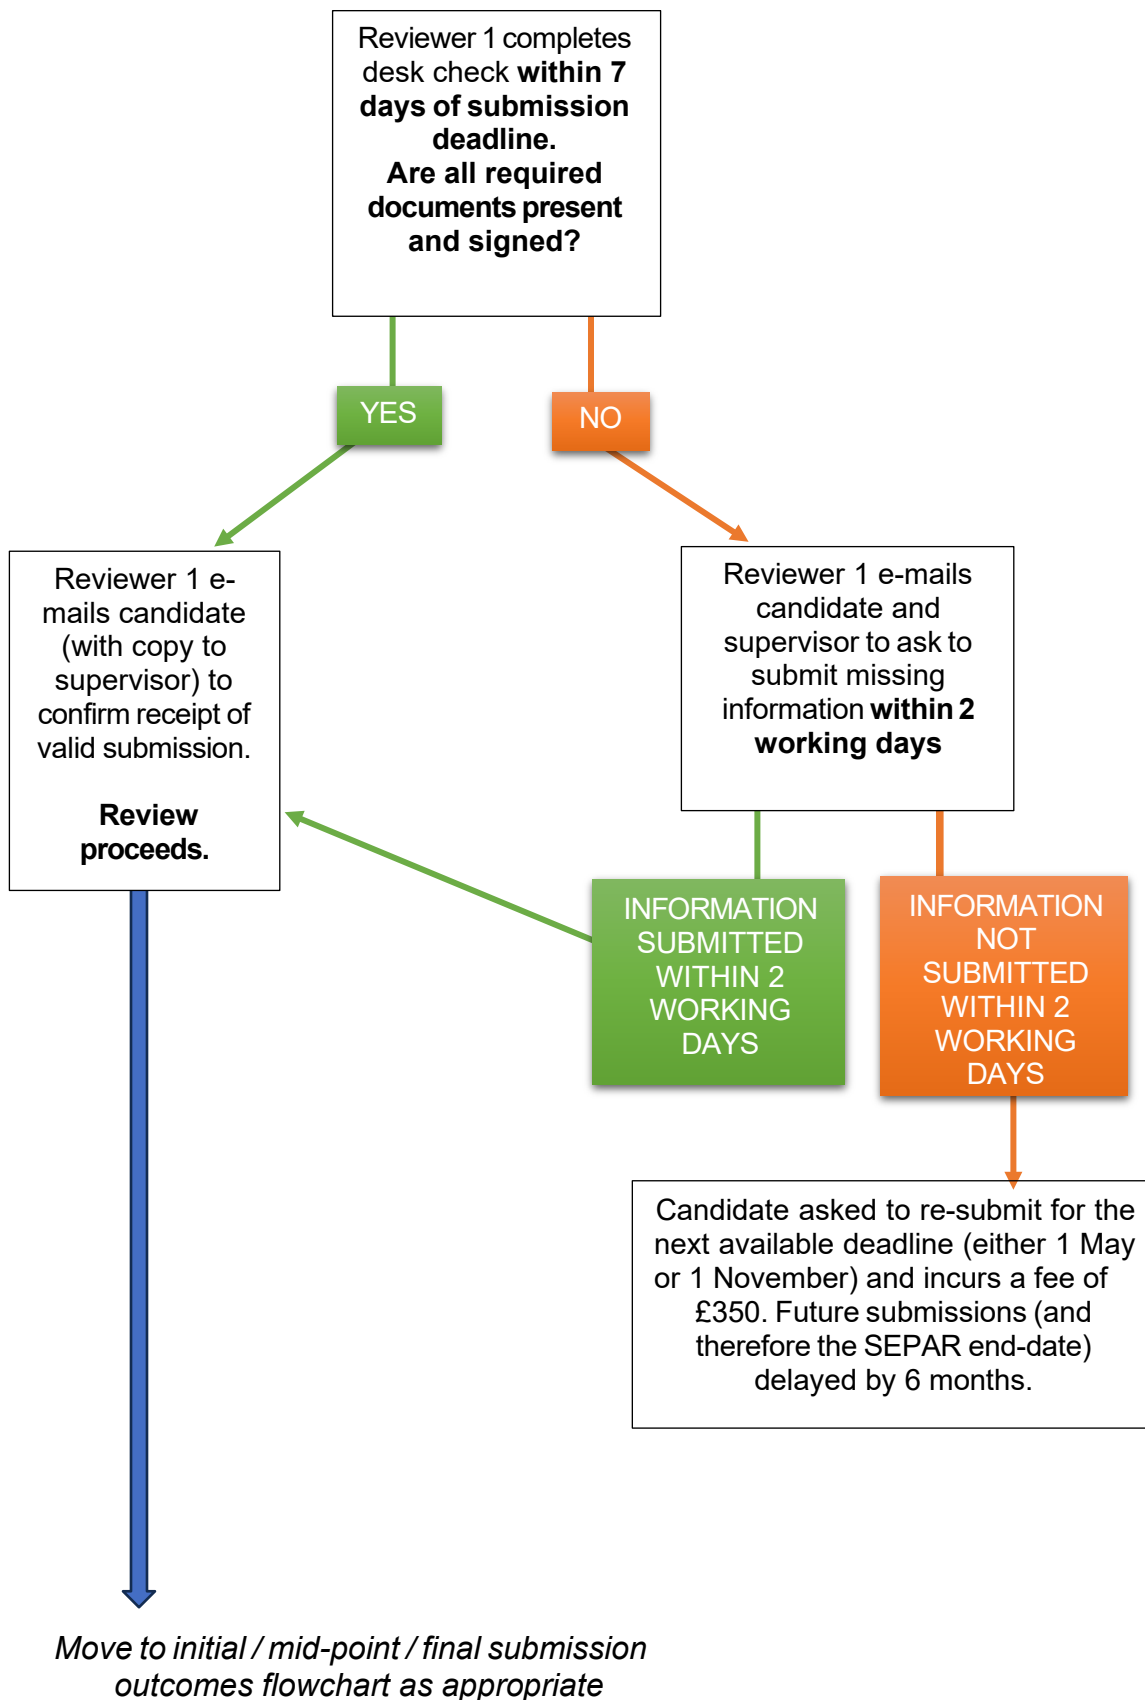 Reviewer 1 completes
desk check within 7
days of submission
deadline.
Are all required
documents present
and signed?
YES
NO
Reviewer 1 e-
mails candidate
(with copy to
supervisor) to
confirm receipt of
valid submission.
Review
proceeds.
Reviewer 1 e-mails
candidate and
supervisor to ask to
submit missing
information within 2
working days
INFORMATION
SUBMITTED
WITHIN 2
WORKING
DAYS
INFORMATION
NOT
SUBMITTED
WITHIN 2
WORKING
DAYS
Candidate asked to re-submit for the
next available deadline (either 1 May
or 1 November) and incurs a fee of
£350. Future submissions (and
therefore the SEPAR end-date)
delayed by 6 months.
Move to initial / mid-point / final submission
outcomes flowchart as appropriate